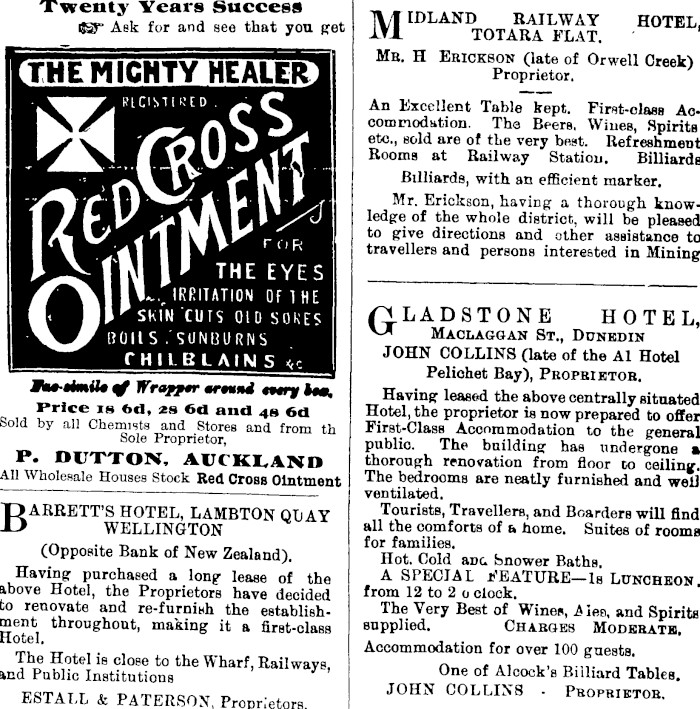 Twenty Years Success
Ask for and see that you get
THE MIGHTY HEALER
REGISTERED.
RED CROSS
OINTMENT
FOR
THE EYES
IRRITATION OF THE
SKIN CUTS OLD SORES
BOILS. SUNBURNS
CHILBLAINS &c
Fac-simile of Wrapper around every box.
Price 1s 6d, 2s 6d and 4s 6d
Sold by all Chemists and Stores and from th
Sole Proprietor,
P. DUTTON, AUCKLAND
All Wholesale Houses Stock Red Cross Ointment
BARRETT'S HOTEL, LAMBTON QUAY
WELLINGTON
(Opposite Bank of New Zealand).
Having purchased a long lease of the
above Hotel, the Proprietors have decided
to renovate and re-furnish the establish-
ment throughout, making it a first-class
Hotel.
The Hotel is close to the Wharf, Railways,
and Public Institutions
ESTALL & PATERSON, Proprietors.
MIDLAND RAILWAY HOTEL,
TOTARA FLAT.
MR. H ERICKSON (late of Orwell Creek)
Proprietor.
An Excellent Table kept. First-class Ac-
commodation. The Beers, Wines, Spirits
etc., sold are of the very best. Refreshment
Rooms at Railway Station. Billiards
Billiards, with an efficient marker.
Mr. Erickson, having a thorough know-
ledge of the whole district, will be pleased
to give directions and other assistance to
travellers and persons interested in Mining
GLADSTONE HOTEL,
MACLAGGAN ST., DUNEDIN
JOHN COLLINS (late of the A1 Hotel
Pelichet Bay), PROPRIETOR.
Having leased the above centrally situated
Hotel, the proprietor is now prepared to offer
First-Class Accommodation to the general
public. The building has undergone a
thorough renovation from floor to ceiling.
The bedrooms are neatly furnished and well
ventilated.
Tourists, Travellers, and Boarders will find
all the comforts of a home. Suites of rooms
for families.
Hot, Cold and Shower Baths.
A SPECIAL FEATURE—1s LUNCHEON.
from 12 to 2 o clock.
The Very Best of Wines, Ales, and Spirits
supplied. CHARGES MODERATE.
Accommodation for over 100 guests.
One of Alcock's Billiard Tables.
JOHN COLLINS - PROPRIETOR.